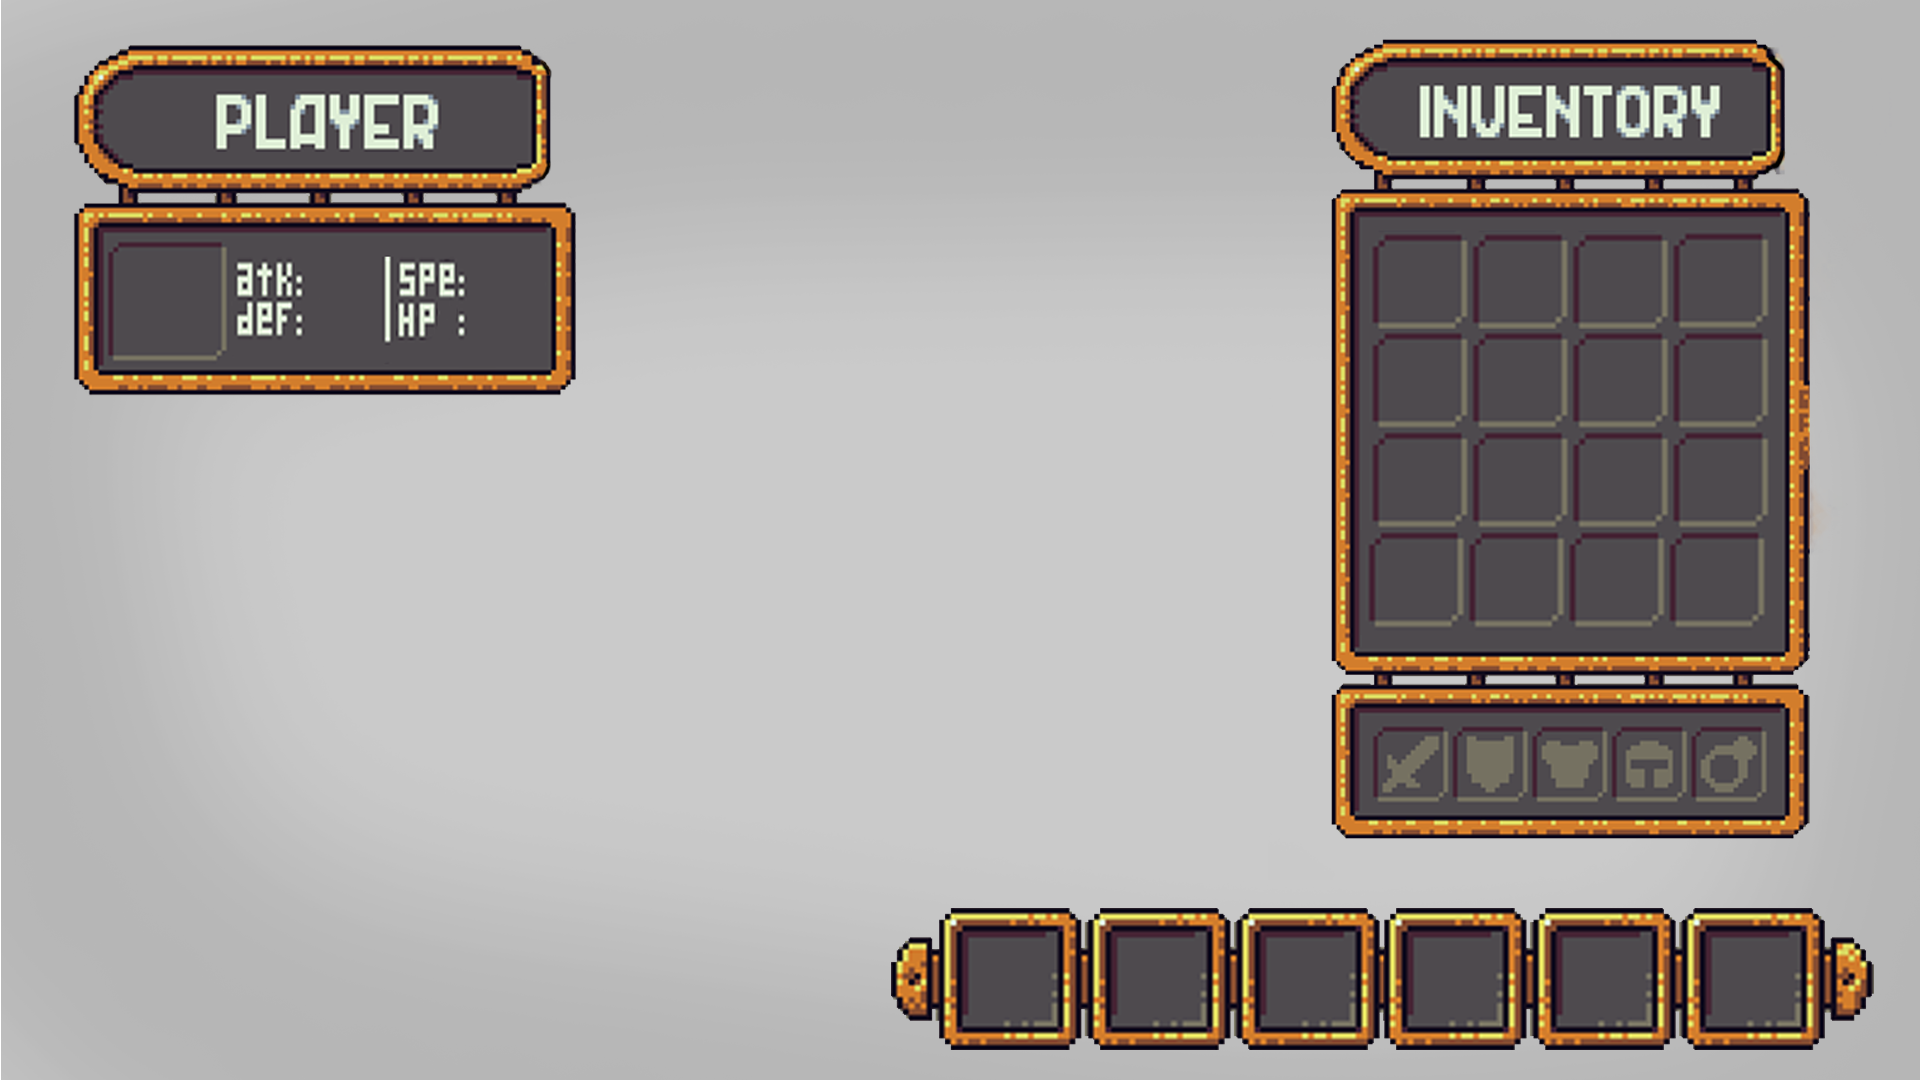 PLAYER
atk:
def:
SPe:
HP :
INVENTORY